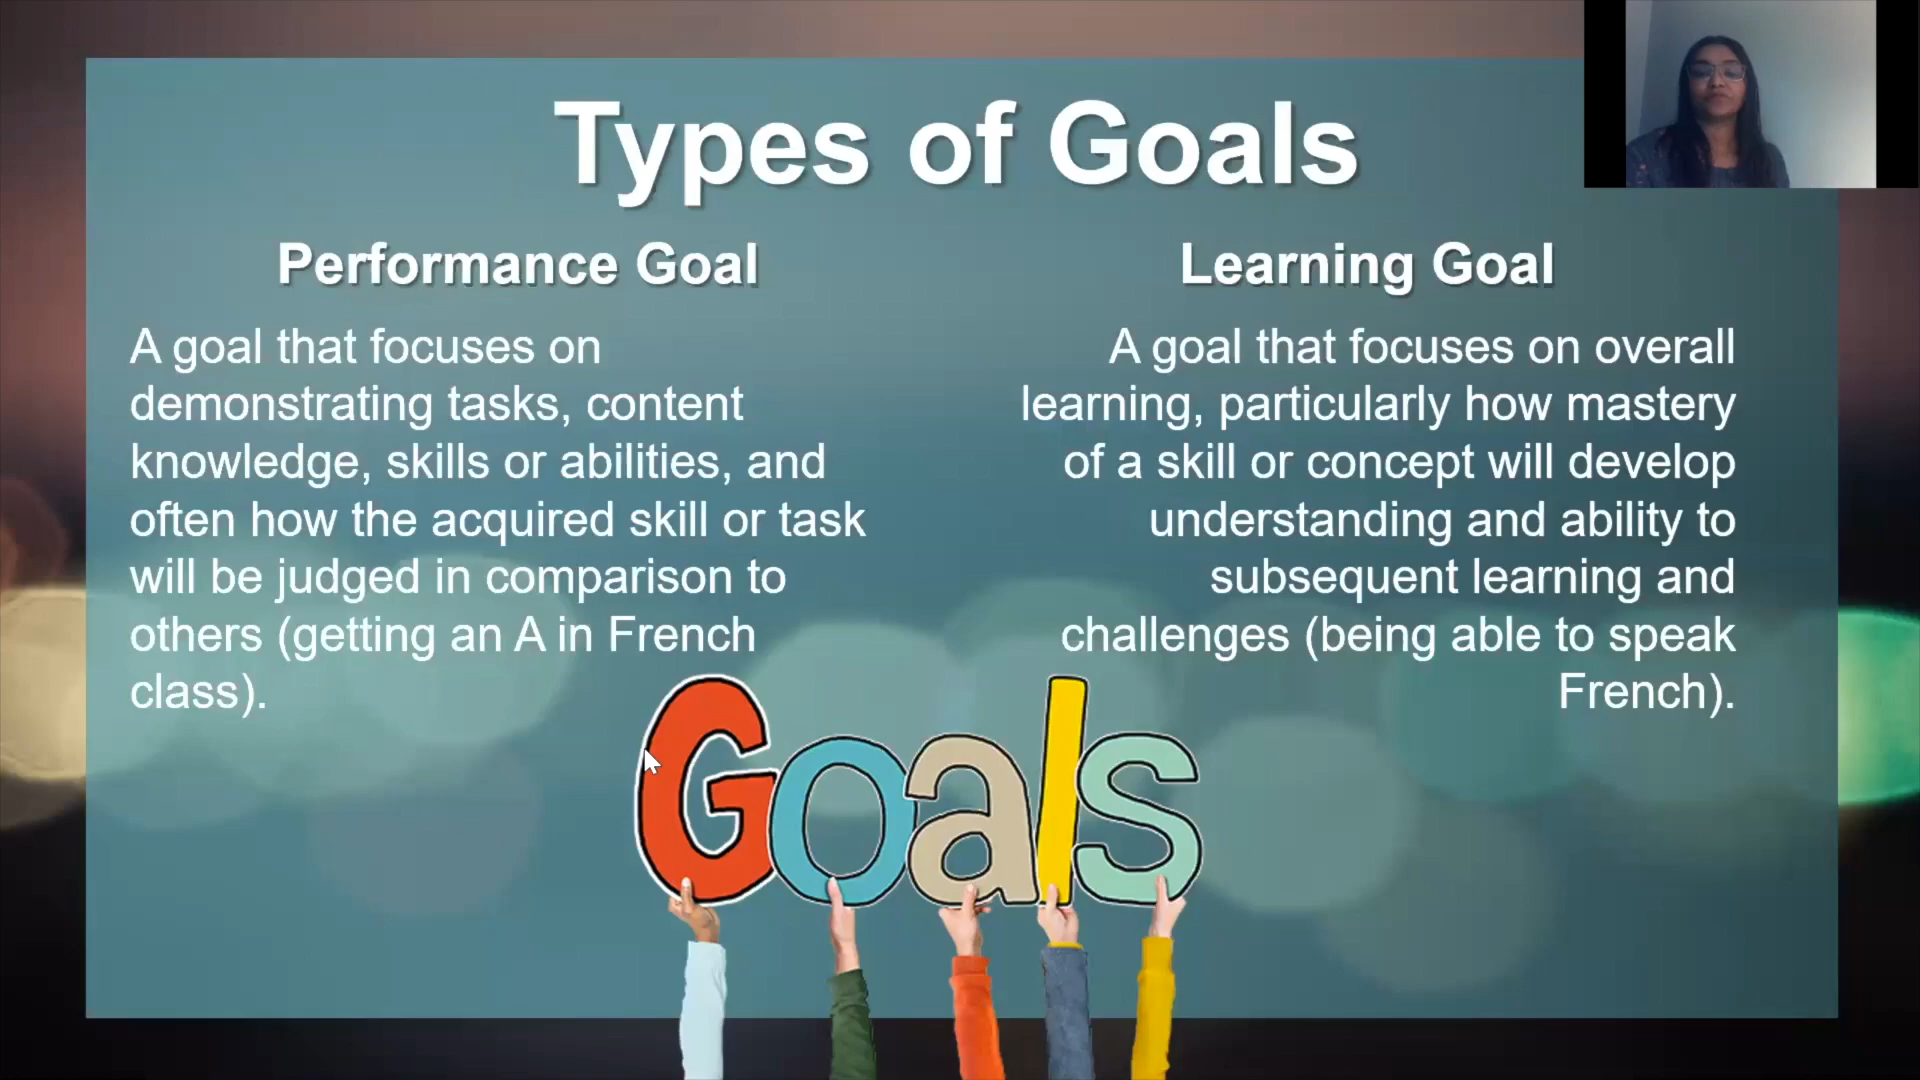 Types of Goals
Performance Goal
A goal that focuses on
demonstrating tasks, content
knowledge, skills or abilities, and
often how the acquired skill or task
will be judged in comparison to
others (getting an A in French
class).
Learning Goal
A goal that focuses on overall
learning, particularly how mastery
of a skill or concept will develop
understanding and ability to
subsequent learning and
challenges (being able to speak
French).
Goals